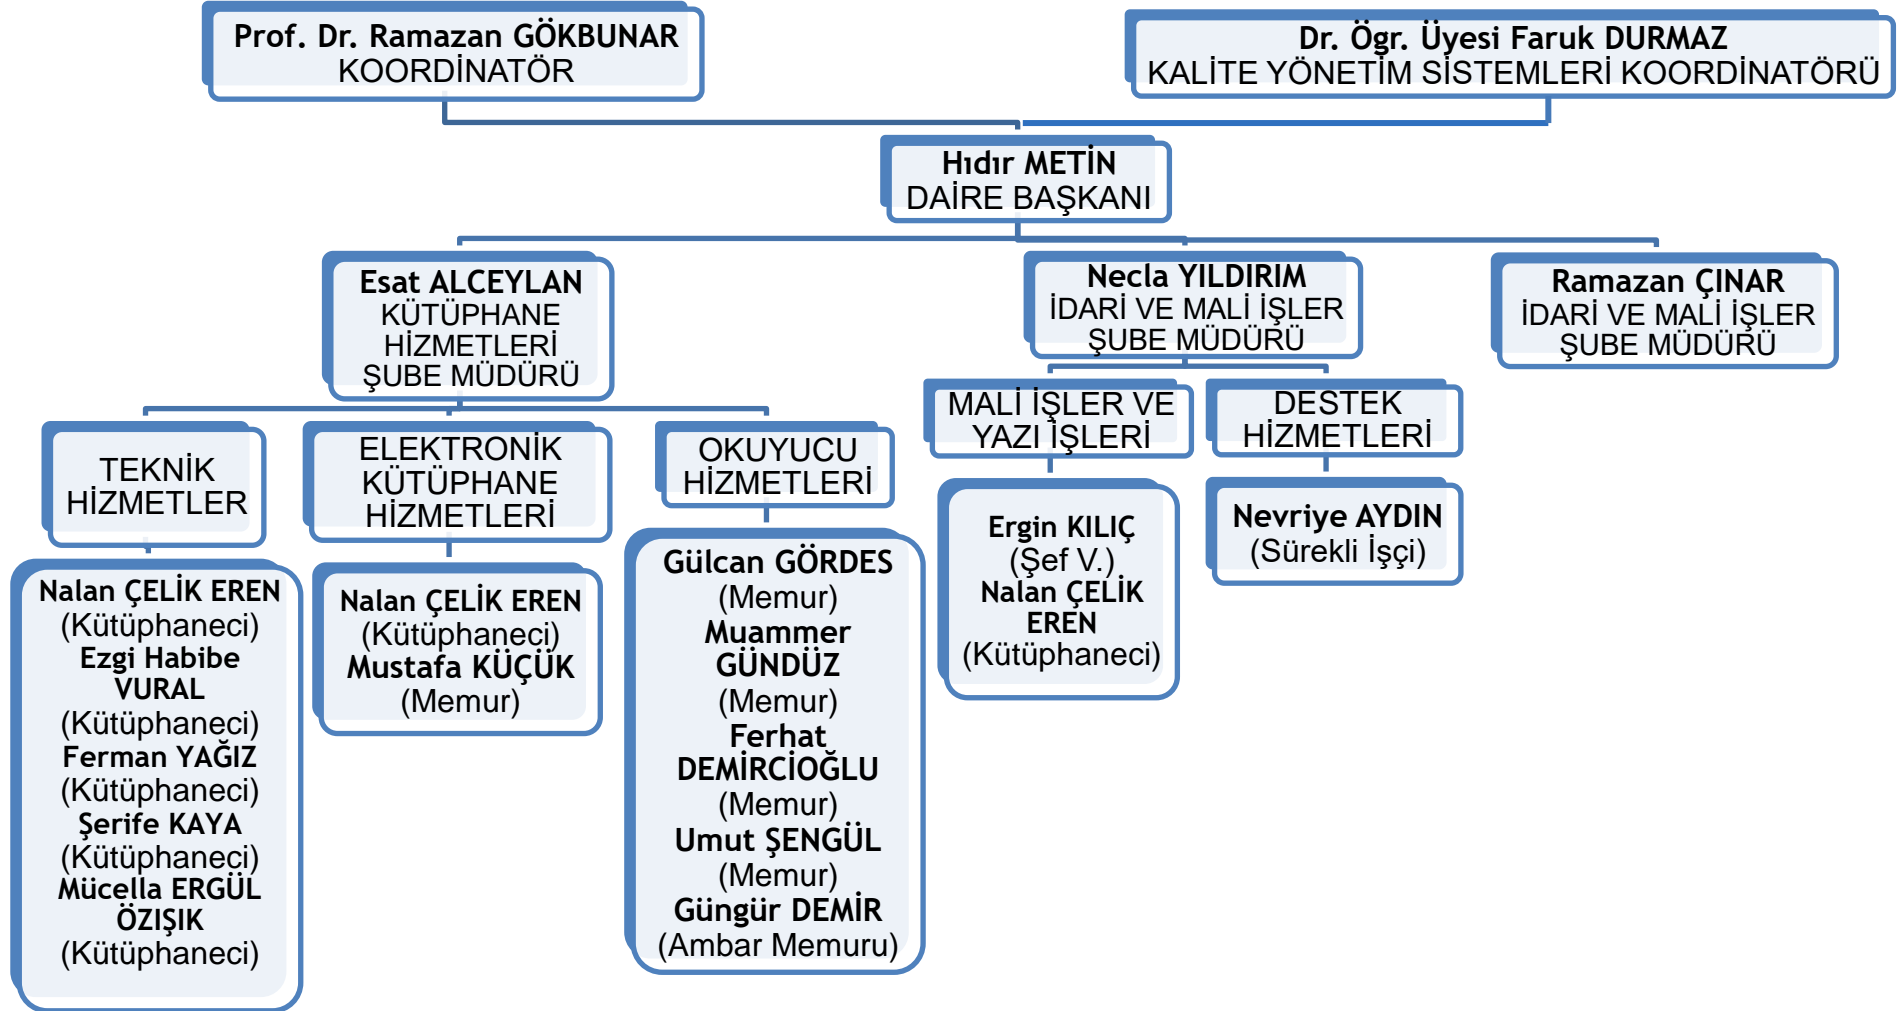 Prof. Dr. Ramazan GÖKBUNAR
KOORDİNATÖR
Dr. Ögr. Üyesi Faruk DURMAZ
KALİTE YÖNETİM SİSTEMLERİ KOORDİNATÖRÜ
Hıdır METİN
DAİRE BAŞKANI
Esat ALCEYLAN
KÜTÜPHANE
HİZMETLERİ
ŞUBE MÜDÜRÜ
Necla YILDIRIM
İDARİ VE MALİ İŞLER
ŞUBE MÜDÜRÜ
Ramazan ÇINAR
İDARİ VE MALİ İŞLER
ŞUBE MÜDÜRÜ
TEKNİK
HİZMETLER
ELEKTRONİK
KÜTÜPHANE
HİZMETLERİ
OKUYUCU
HİZMETLERİ
MALİ İŞLER VE
YAZI İŞLERİ
DESTEK
HİZMETLERİ
Nalan ÇELİK EREN
(Kütüphaneci)
Ezgi Habibe
VURAL
(Kütüphaneci)
Ferman YAĞIZ
(Kütüphaneci)
Şerife KAYA
(Kütüphaneci)
Mücella ERGÜL
ÖZIŞIK
(Kütüphaneci)
Nalan ÇELİK EREN
(Kütüphaneci)
Mustafa KÜÇÜK
(Memur)
Gülcan GÖRDES
(Memur)
Muammer
GÜNDÜZ
(Memur)
Ferhat
DEMİRCİOĞLU
(Memur)
Umut ŞENGÜL
(Memur)
Güngür DEMİR
(Ambar Memuru)
Ergin KILIÇ
(Şef V.)
Nalan ÇELİK
EREN
(Kütüphaneci)
Nevriye AYDIN
(Sürekli İşçi)